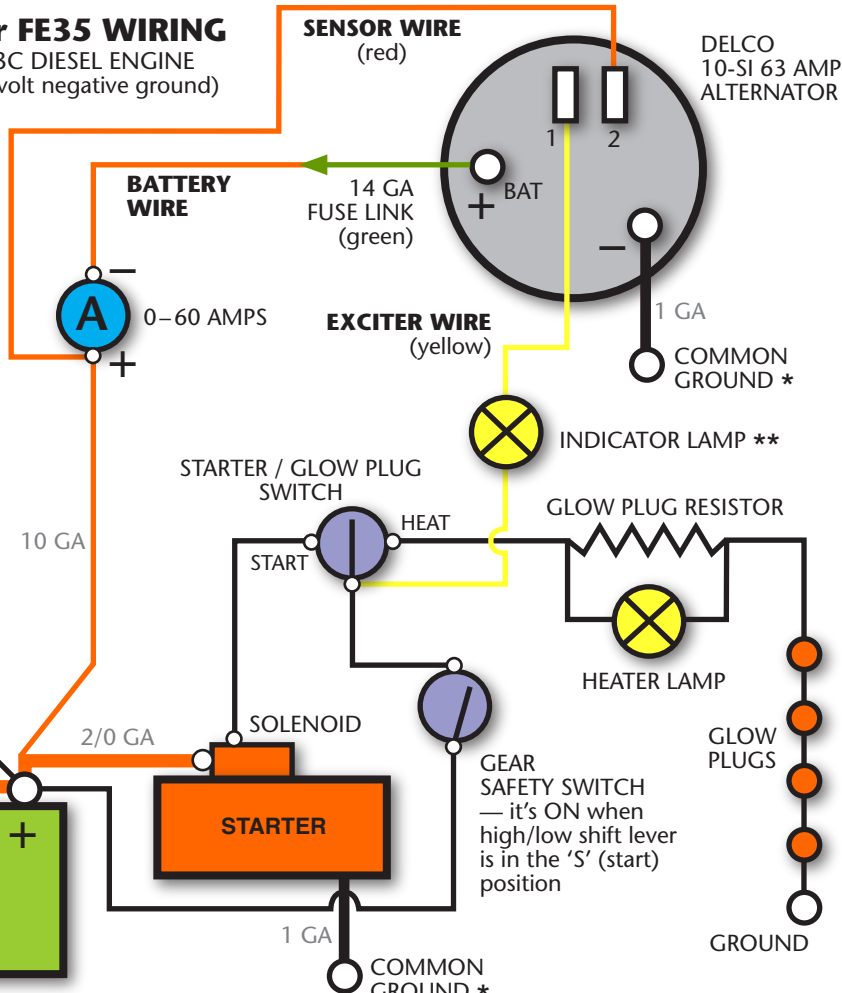 FE35 WIRING
3C DIESEL ENGINE
volt negative ground)
SENSOR WIRE
(red)
DELCO
10-SI 63 AMP
ALTERNATOR
1
2
BATTERY
WIRE
14 GA
FUSE LINK
(green)
BAT
+
−
−
A
0–60 AMPS
+
EXCITER WIRE
(yellow)
1 GA
COMMON
GROUND *
INDICATOR LAMP **
STARTER / GLOW PLUG
SWITCH
HEAT
START
GLOW PLUG RESISTOR
10 GA
HEATER LAMP
2/0 GA
SOLENOID
GLOW
PLUGS
GEAR
SAFETY SWITCH
— it's ON when
high/low shift lever
is in the ‘S’ (start)
position
STARTER
+
1 GA
GROUND
COMMON
GROUND *